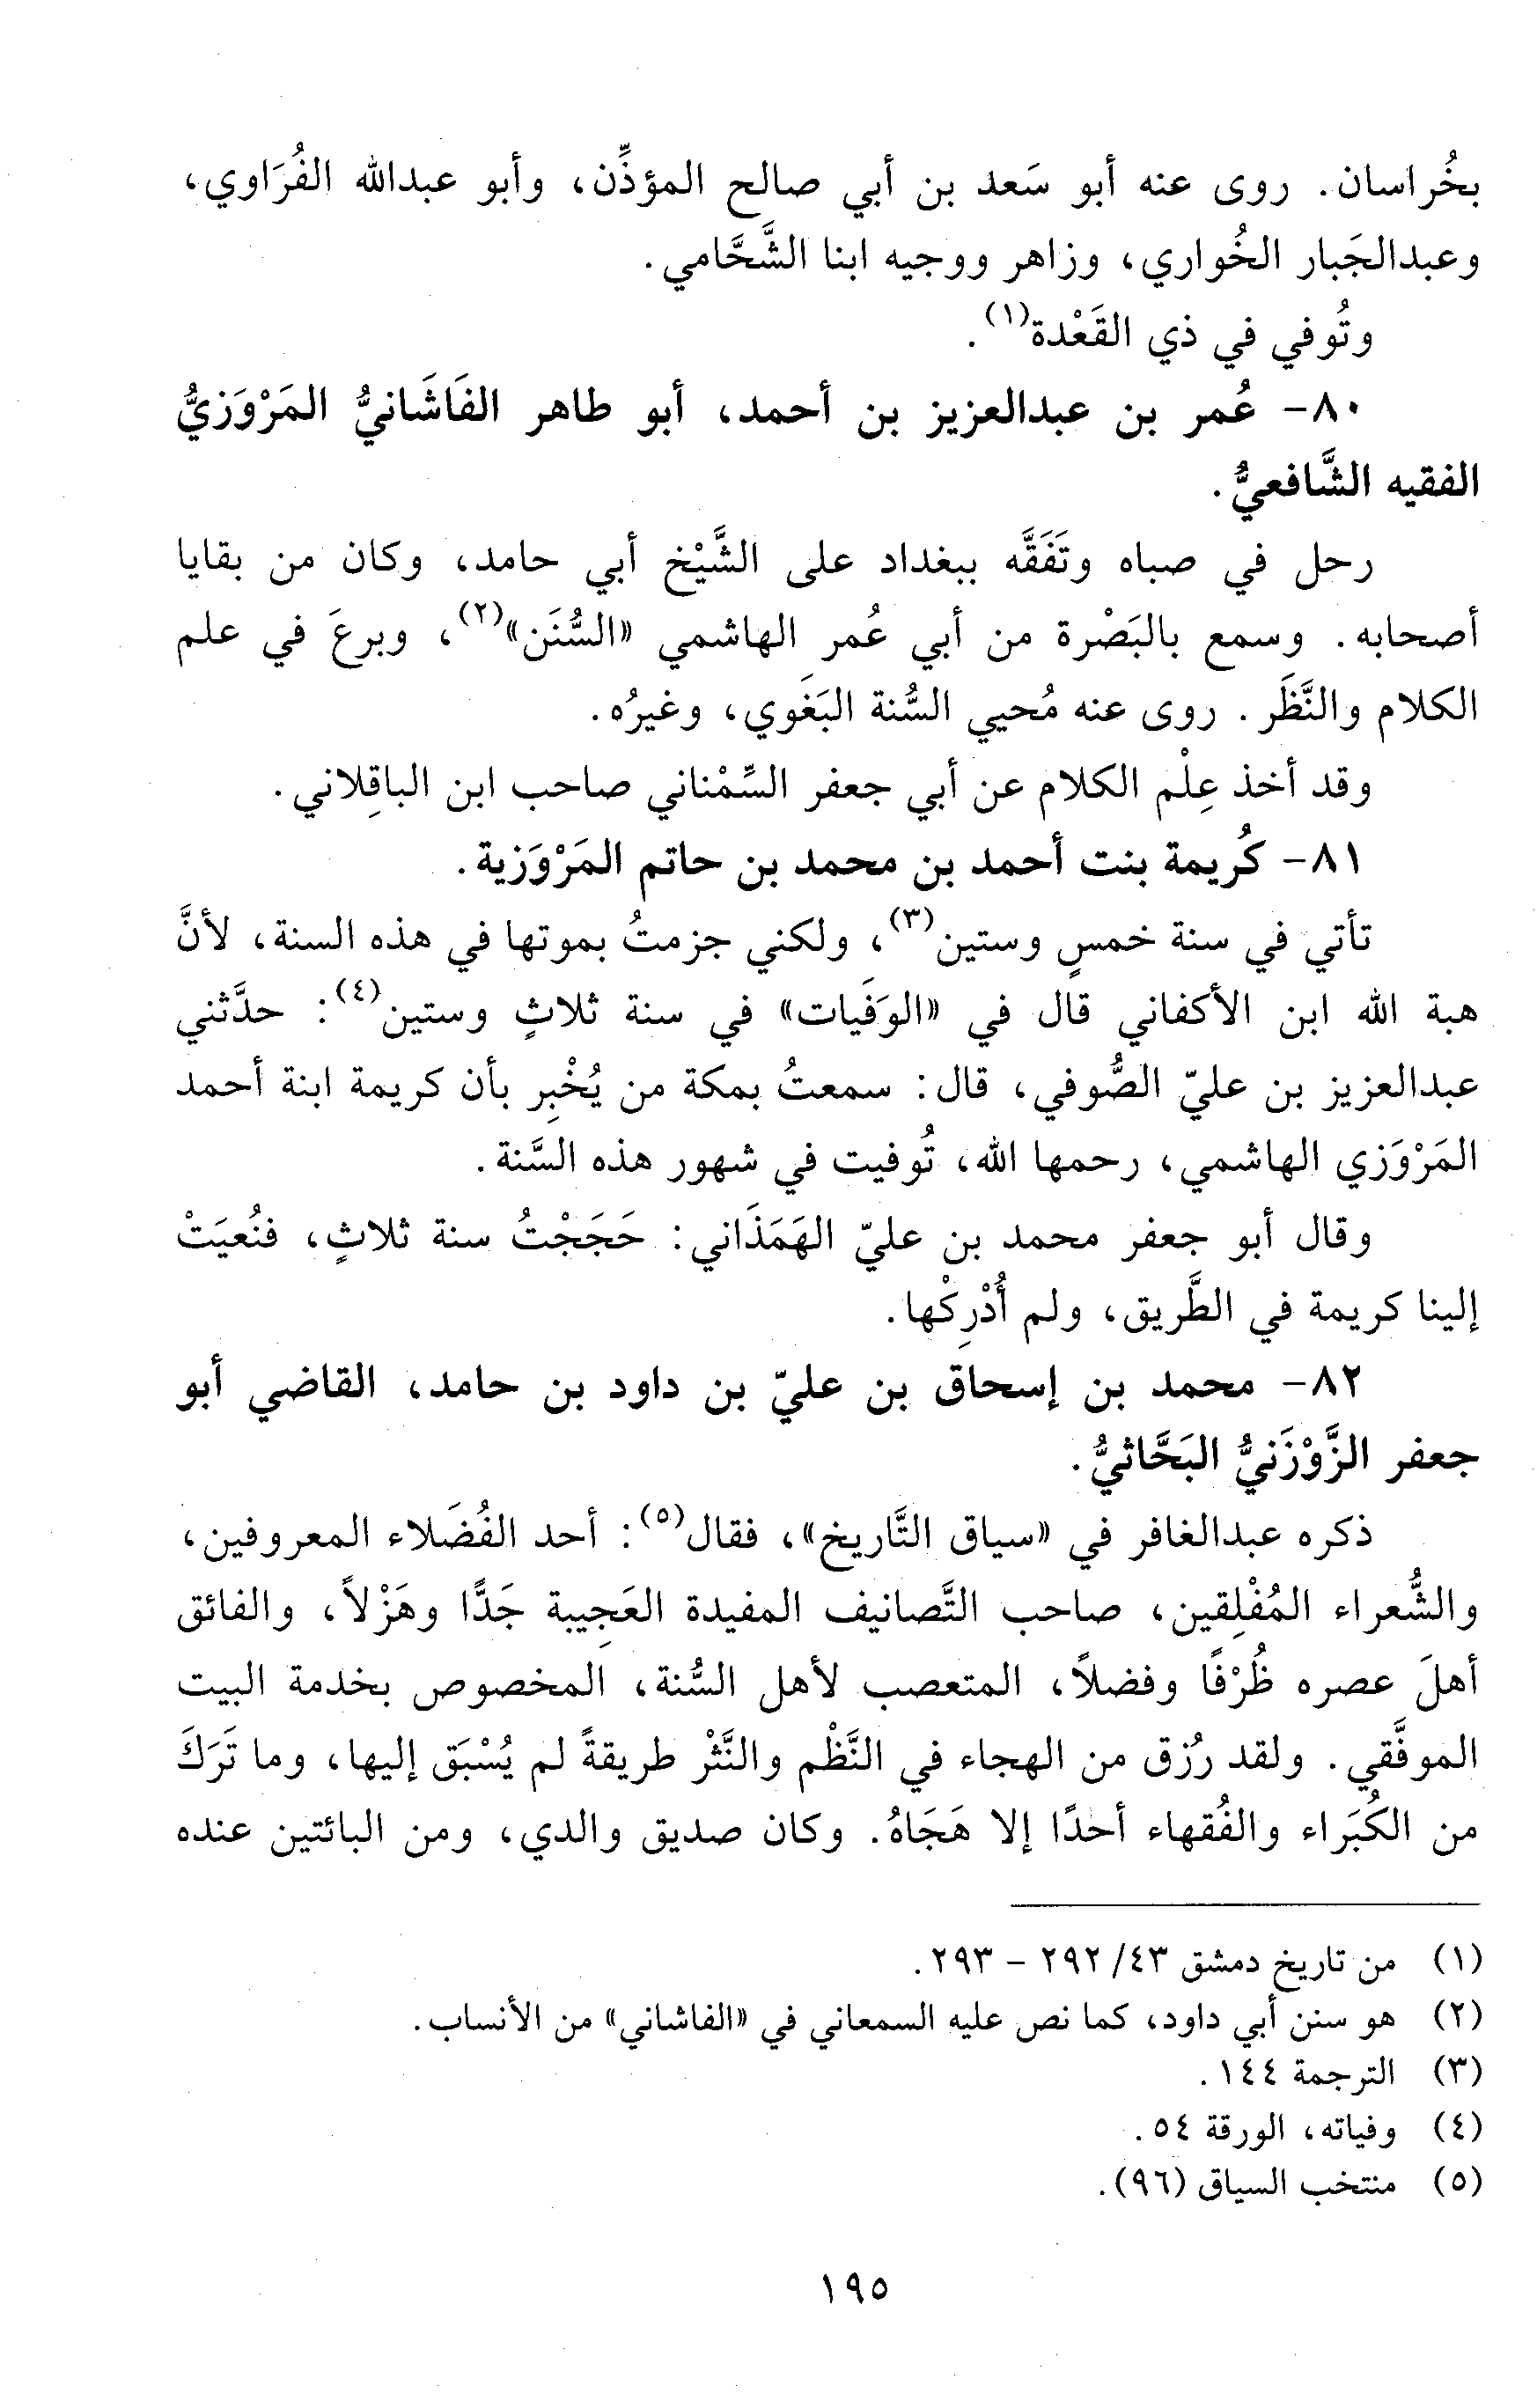 بخُراسان. روى عنه أبو سَعد بن أبي صالح المؤذِّن، وأبو عبدالله الفُرَاوي،
وعبدالجَبار الخُواري، وزاهر ووجيه ابنا الشَّحَّامي.
وتُوفي في ذي القَعْدة(١).
٨٠- عُمر بن عبدالعزيز بن أحمد، أبو طاهر الفَاشَانيُّ المَرْوَزيُّ
الفقيه الشَّافعيُّ.
رحل في صباه وتَفَقَّه ببغداد على الشَّيْخ أبي حامد، وكان من بقايا
أصحابه. وسمع بالبَصْرة من أبي عُمر الهاشمي «السُّنَن»(٢)، وبرعَ في علم
الكلام والنَّظَر. روى عنه مُحيي السُّنة البَغَوي، وغيرُه.
وقد أخذ عِلْم الكلام عن أبي جعفر السِّمْناني صاحب ابن الباقِلاني.
٨١- كُريمة بنت أحمد بن محمد بن حاتم المَرْوَزية.
تأتي في سنة خمسٍ وستين(٣)، ولكني جزمتُ بموتها في هذه السنة، لأنَّ
هبة الله ابن الأكفاني قال في «الوَفَيات» في سنة ثلاثٍ وستين(٤): حدَّثني
عبدالعزيز بن عليّ الصُّوفي، قال: سمعتُ بمكة من يُخْبِر بأن كريمة ابنة أحمد
المَرْوَزي الهاشمي، رحمها الله، تُوفيت في شهور هذه السَّنة.
وقال أبو جعفر محمد بن عليّ الهَمَذَاني: حَجَجْتُ سنة ثلاثٍ، فنُعيَتْ
إلينا كريمة في الطَّريق، ولم أُدْرِكْها.
٨٢- محمد بن إسحاق بن عليّ بن داود بن حامد، القاضي أبو
جعفر الزَّوْزَنيُّ البَحَّاثيُّ.
ذكره عبدالغافر في «سياق التَّاريخ»، فقال(٥): أحد الفُضَلاء المعروفين،
والشُّعراء المُفْلِقين، صاحب التَّصانيف المفيدة العَجِيبة جَدًّا وهَزْلاً، والفائق
أهلَ عصره ظُرْفًا وفضلاً، المتعصب لأهل السُّنة، المخصوص بخدمة البيت
الموفَّقي. ولقد رُزق من الهجاء في النَّظْم والنَّثْر طريقةً لم يُسْبَق إليها، وما تَرَكَ
من الكُبَراء والفُقهاء أحدًا إلا هَجَاهُ. وكان صديق والدي، ومن البائتين عنده
(١) من تاريخ دمشق ٤٣/ ٢٩٢ - ٢٩٣.
(٢) هو سنن أبي داود، كما نص عليه السمعاني في «الفاشاني» من الأنساب.
(٣) الترجمة ١٤٤.
(٤) وفياته، الورقة ٥٤.
(٥) منتخب السياق (٩٦).
١٩٥